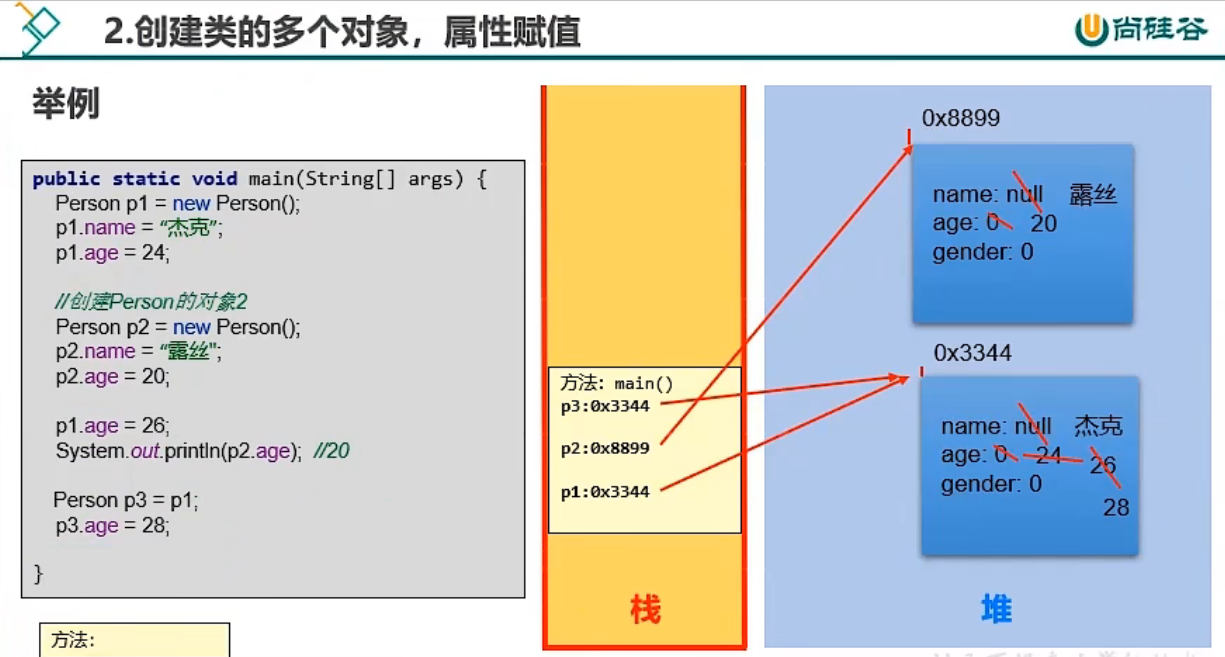 2.创建类的多个对象，属性赋值
尚硅谷
举例
public static void main(String[] args) {
Person p1 = new Person();
p1.name = “杰克”;
p1.age = 24;
//创建Person的对象2
Person p2 = new Person();
p2.name = “露丝”;
p2.age = 20;
p1.age = 26;
System.out.println(p2.age); //20
Person p3 = p1;
p3.age = 28;
}
方法：
方法：main()
p3:0x3344
p2:0x8899
p1:0x3344
栈
0x8899
name: null 露丝
age: 0 20
gender: 0
0x3344
name: null 杰克
age: 0 24 26
gender: 0
28
堆